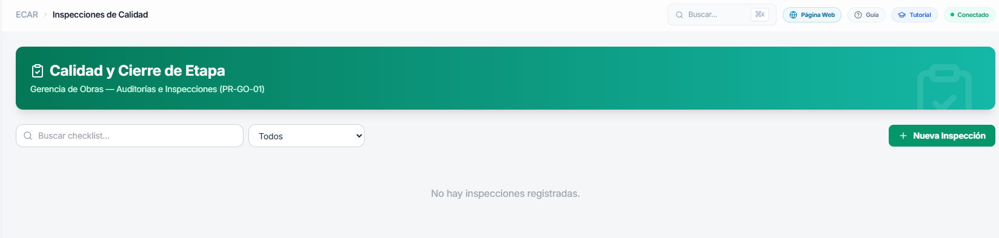 ECAR > Inspecciones de Calidad
Buscar... ⌘K
Página Web
Guía
Tutorial
Conectado
Calidad y Cierre de Etapa
Gerencia de Obras — Auditorías e Inspecciones (PR-GO-01)
Buscar checklist...
Todos
+ Nueva Inspección
No hay inspecciones registradas.